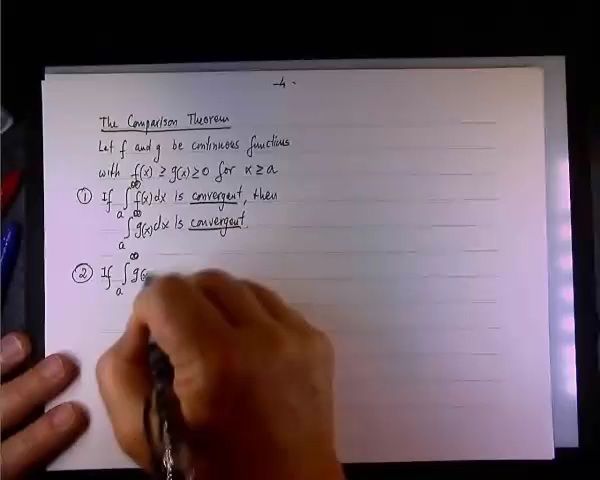 -4-
The Comparison Theorem
Let f and g be continuous functions
with f(x) ≥ g(x) ≥ 0 for x ≥ a
① If ∫ₐ^∞ f(x)dx is convergent, then
∫ₐ^∞ g(x)dx is convergent.
② If ∫ₐ^∞ g(